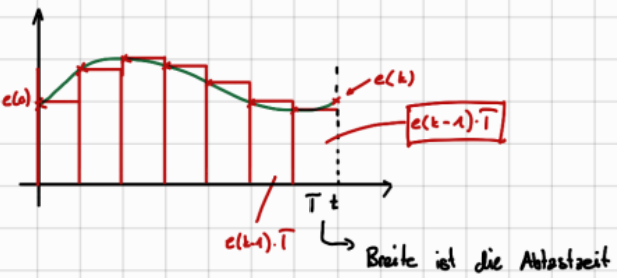 e(k)
e(0)
e(k-1)·T
T t
e(k-1)·T
Breite ist die Abtastzeit